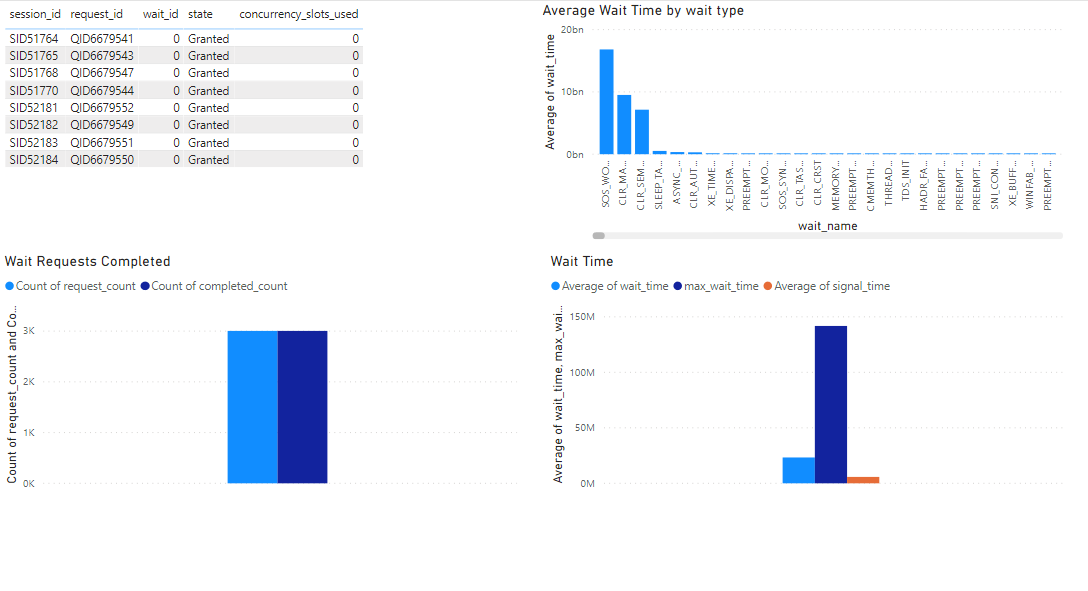 session_id request_id wait_id state concurrency_slots_used
SID51764 QID6679541 0 Granted 0
SID51765 QID6679543 0 Granted 0
SID51768 QID6679547 0 Granted 0
SID51770 QID6679544 0 Granted 0
SID52181 QID6679552 0 Granted 0
SID52182 QID6679549 0 Granted 0
SID52183 QID6679551 0 Granted 0
SID52184 QID6679550 0 Granted 0
Average Wait Time by wait type
Average of wait_time
20bn
10bn
0bn
SOS_WO...
CLR_MA...
CLR_SEM...
SLEEP_TA...
ASYNC_...
CLR_AUT...
XE_TIME...
XE_DISPA...
PREEMPT...
CLR_MO...
SOS_SYN...
CLR_TAS...
CLR_CRST
MEMORY...
PREEMPT...
CMEMTH...
THREAD...
TDS_INIT
HADR_FA...
PREEMPT...
PREEMPT...
PREEMPT...
SNI_CON...
XE_BUFF...
WINFAB_...
PREEMPT...
wait_name
Wait Requests Completed
Count of request_count Count of completed_count
Count of request_count and Co...
3K
2K
1K
0K
Wait Time
Average of wait_time max_wait_time Average of signal_time
Average of wait_time, max_wai...
150M
100M
50M
0M